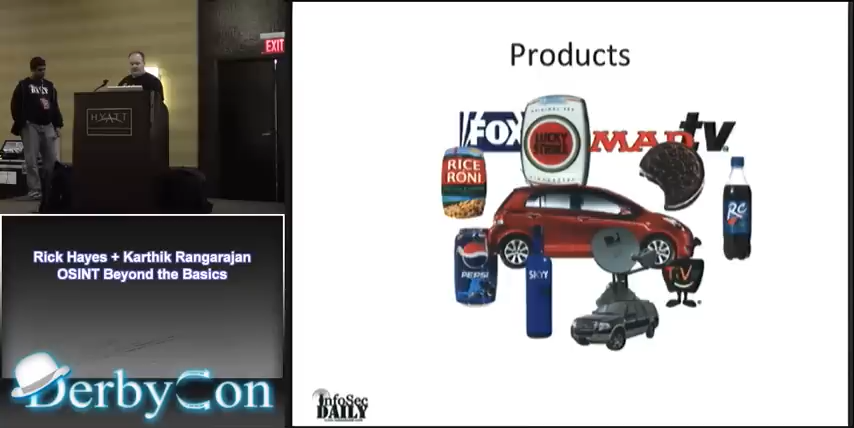 EXIT
HYATT
Rick Hayes + Karthik Rangarajan
OSINT Beyond the Basics
DerbyCon
Products
FOX
LUCKY
STRIKE
MAD tv
RICE
RONI
RC
PEPSI
SKYY
TiVo
InfoSec
DAILY